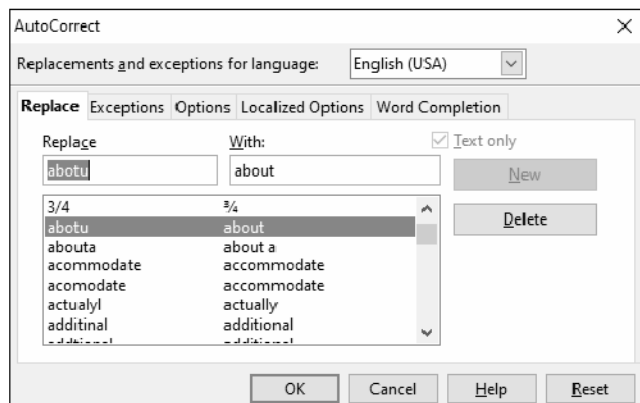 AutoCorrect
Replacements and exceptions for language: English (USA)
Replace Exceptions Options Localized Options Word Completion
Replace With: Text only
abotu about New
3/4 ¾
abotu about Delete
abouta about a
acommodate accommodate
acomodate accommodate
actualyl actually
additinal additional
OK Cancel Help Reset